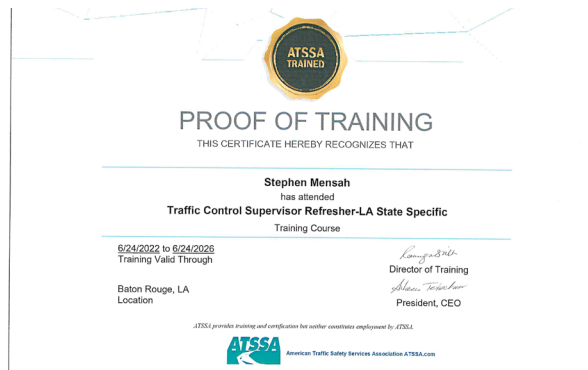 ATSSA
TRAINED
PROOF OF TRAINING
THIS CERTIFICATE HEREBY RECOGNIZES THAT
Stephen Mensah
has attended
Traffic Control Supervisor Refresher-LA State Specific
Training Course
6/24/2022 to 6/24/2026
Training Valid Through
Director of Training
Baton Rouge, LA
Location
President, CEO
ATSSA provides training and certification but neither constitutes employment by ATSSA.
ATSSA
American Traffic Safety Services Association ATSSA.com